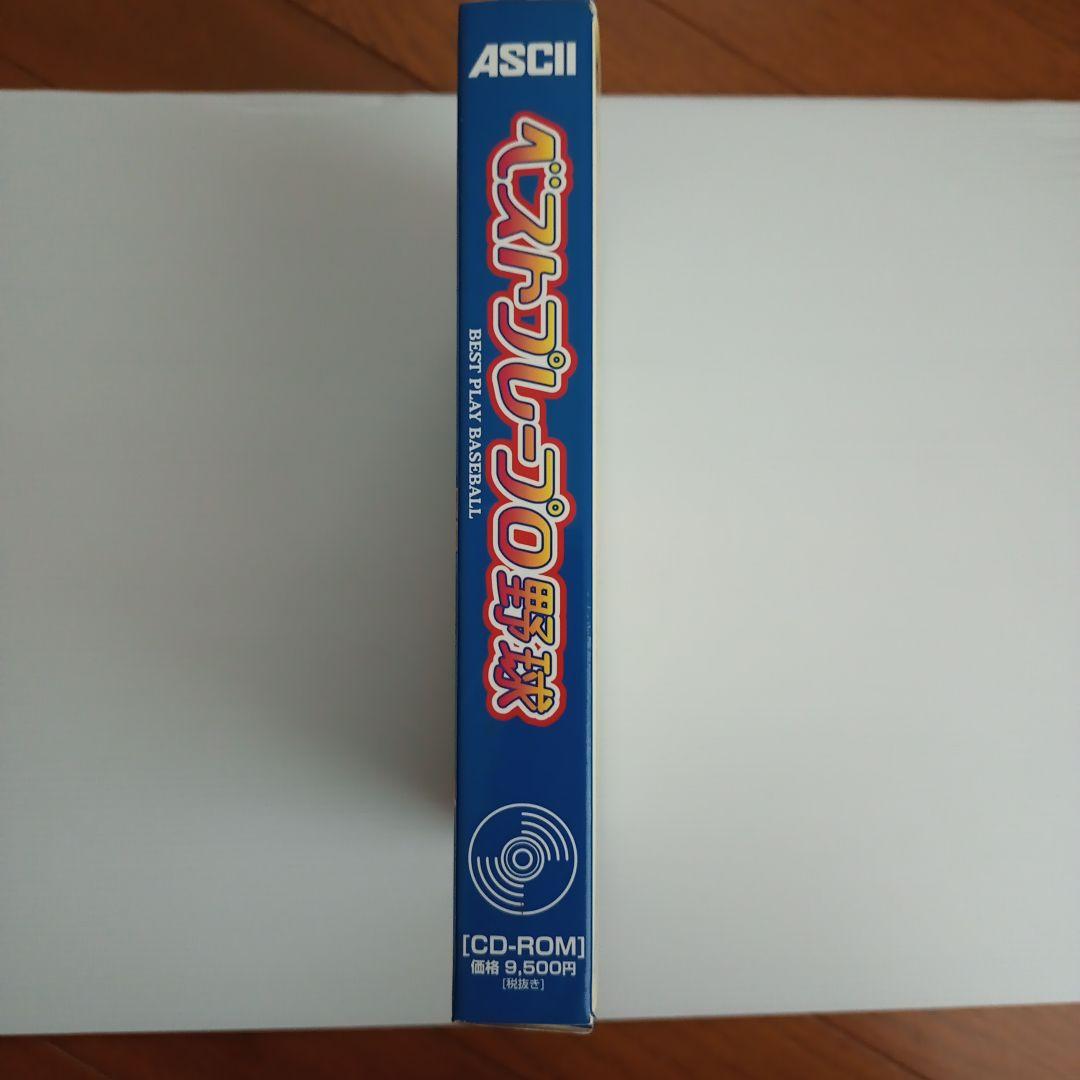 ASCII
ベストプレープロ野球
BEST PLAY BASEBALL
[CD-ROM]
価格 9,500円
[税抜き]